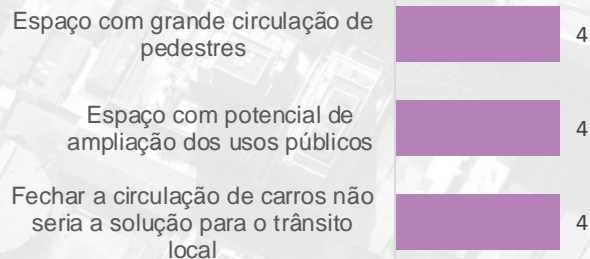 Espaço com grande circulação de
pedestres
4
Espaço com potencial de
ampliação dos usos públicos
4
Fechar a circulação de carros não
seria a solução para o trânsito
local
4